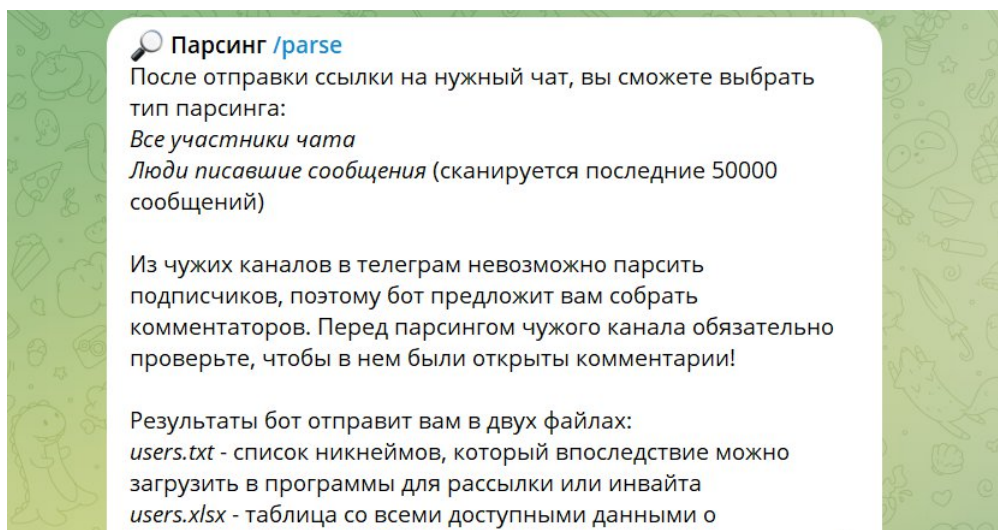 🔎 Парсинг /parse
После отправки ссылки на нужный чат, вы сможете выбрать
тип парсинга:
Все участники чата
Люди писавшие сообщения (сканируется последние 50000
сообщений)
Из чужих каналов в телеграм невозможно парсить
подписчиков, поэтому бот предложит вам собрать
комментаторов. Перед парсингом чужого канала обязательно
проверьте, чтобы в нем были открыты комментарии!
Результаты бот отправит вам в двух файлах:
users.txt - список никнеймов, который впоследствие можно
загрузить в программы для рассылки или инвайта
users.xlsx - таблица со всеми доступными данными о